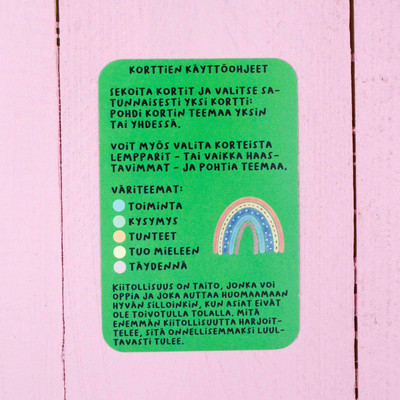 KORTTIEN KÄYTTÖOHJEET
SEKOITA KORTIT JA VALITSE SA-
TUNNAISESTI YKSI KORTTI:
POHDI KORTIN TEEMAA YKSIN
TAI YHDESSÄ.
VOIT MYÖS VALITA KORTEISTA
LEMPPARIT - TAI VAIKKA HAAS-
TAVIMMAT - JA POHTIA TEEMAA.
VÄRITEEMAT:
TOIMINTA
KYSYMYS
TUNTEET
TUO MIELEEN
TÄYDENNÄ
KIITOLLISUUS ON TAITO, JONKA VOI
OPPIA JA JOKA AUTTAA HUOMAAMAAN
HYVÄN SILLOINKIN, KUN ASIAT EIVÄT
OLE TOIVOTULLA TOLALLA. MITÄ
ENEMMÄN KIITOLLISUUTTA HARJOIT-
TELEE, SITÄ ONNELLISEMMAKSI LUUL-
TAVASTI TULEE.